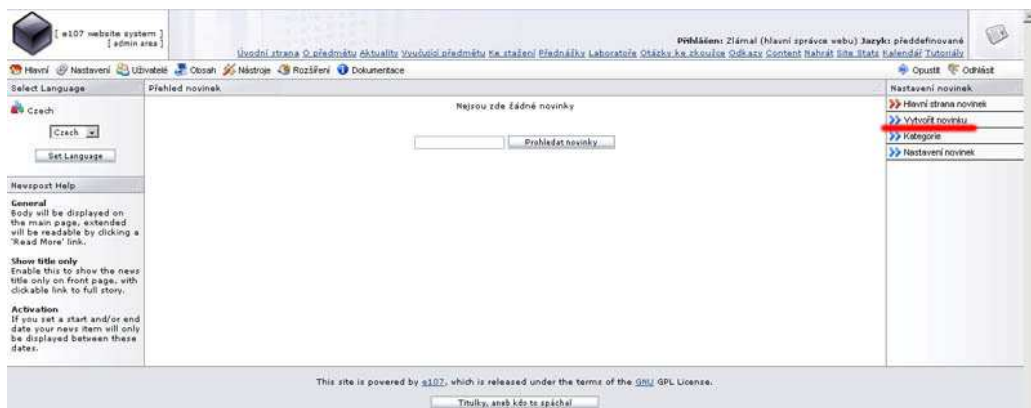 [ e107 website system ]
[ admin area ]
Přihlášen: Zlámal (hlavní správce webu) Jazyk: předdefinované
Úvodní strana O předmětu Aktuality Vyučující předmětu Ke stažení Přednášky Laboratoře Otázky ke zkoušce Odkazy Content Nahrát Site Stats Kalendář Tutoriály
Hlavní Nastavení Uživatelé Obsah Nástroje Rozšíření Dokumentace
Opustit Odhlásit
Select Language
Czech
Czech
Set Language
Newspost Help
General
Body will be displayed on
the main page, extended
will be readable by clicking a
'Read More' link.
Show title only
Enable this to show the news
title only on front page, with
clickable link to full story.
Activation
If you set a start and/or end
date your news item will only
be displayed between these
dates.
Přehled novinek
Nejsou zde žádné novinky
Prohledat novinky
Nastavení novinek
Hlavní strana novinek
Vytvořit novinku
Kategorie
Nastavení novinek
This site is powered by e107, which is released under the terms of the GNU GPL License.
Titulky, aneb kdo to spáchal